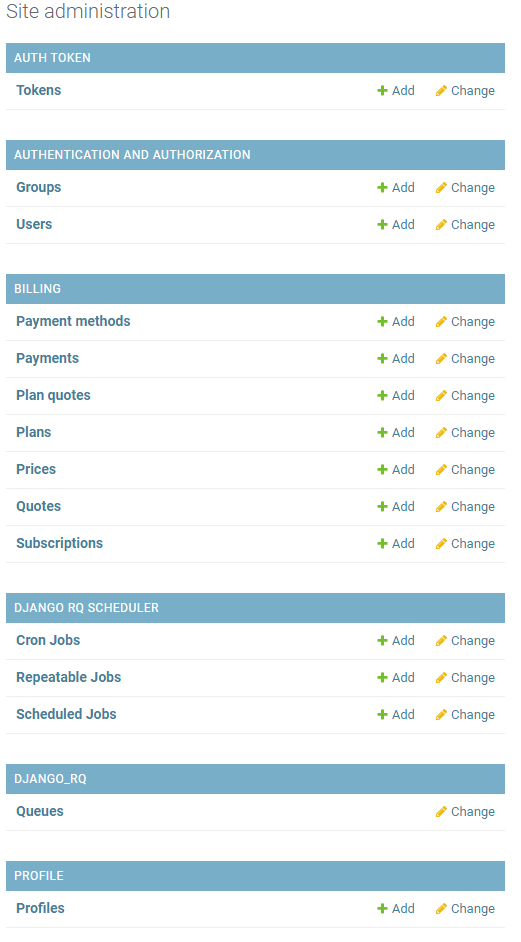 Site administration
AUTH TOKEN
Tokens Add Change
AUTHENTICATION AND AUTHORIZATION
Groups Add Change
Users Add Change
BILLING
Payment methods Add Change
Payments Add Change
Plan quotes Add Change
Plans Add Change
Prices Add Change
Quotes Add Change
Subscriptions Add Change
DJANGO RQ SCHEDULER
Cron Jobs Add Change
Repeatable Jobs Add Change
Scheduled Jobs Add Change
DJANGO_RQ
Queues Change
PROFILE
Profiles Add Change